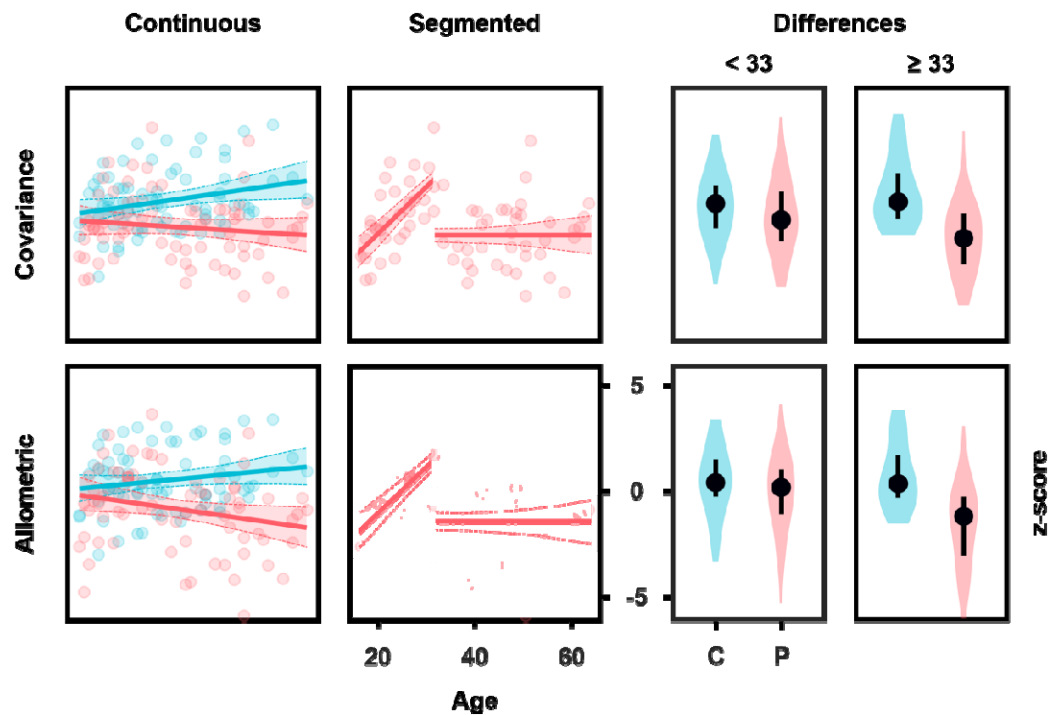 Continuous
Segmented
Differences
< 33
≥ 33
Covariance
Allometric
5
0
-5
z-score
20
40
60
C
P
Age